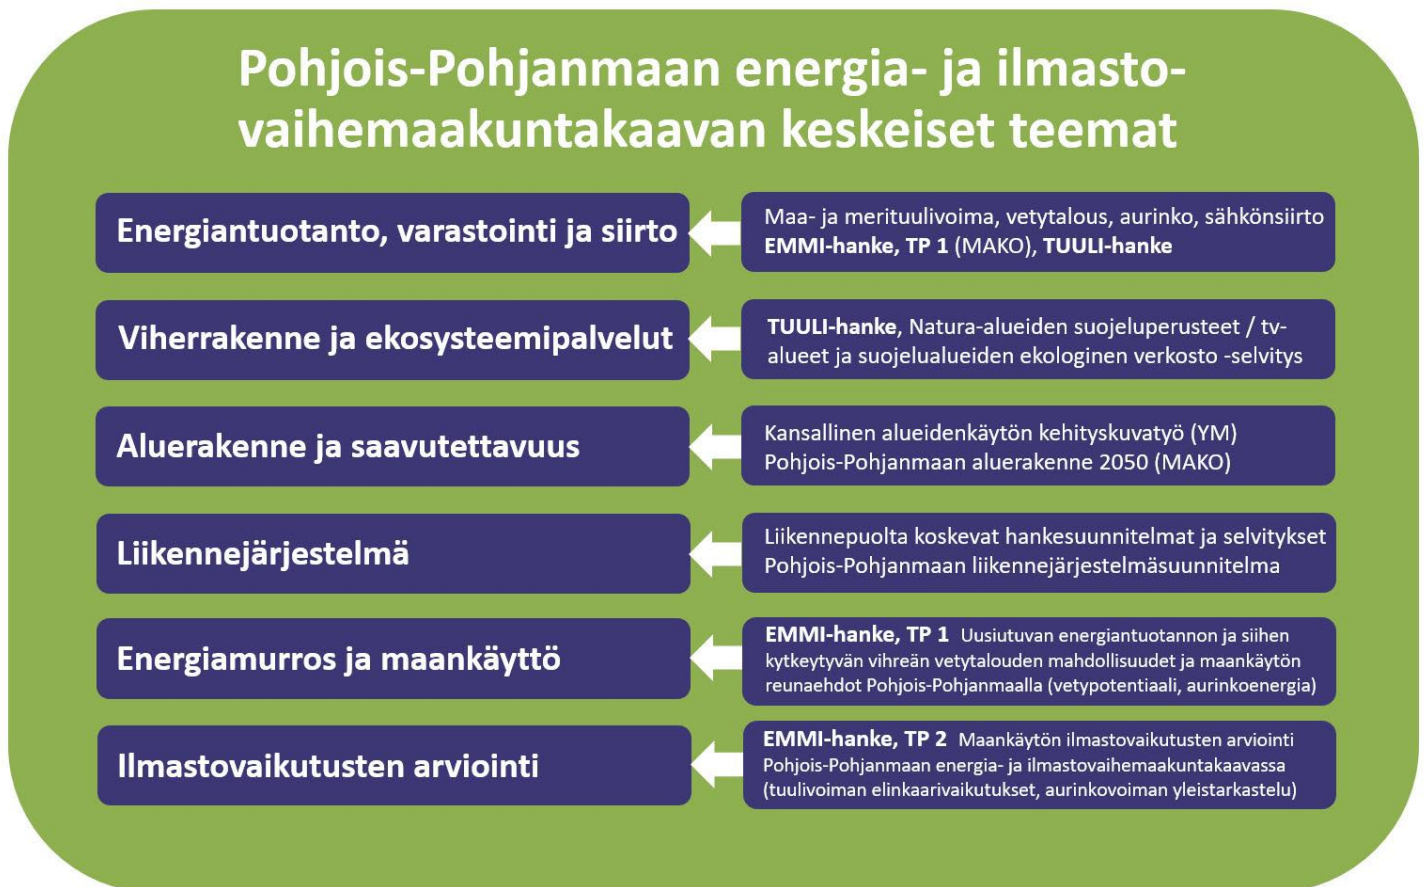 Pohjois-Pohjanmaan energia- ja ilmasto-
vaihemaakuntakaavan keskeiset teemat
Energiantuotanto, varastointi ja siirto
Maa- ja merituulivoima, vetytalous, aurinko, sähkönsiirto
EMMI-hanke, TP 1 (MAKO), TUULI-hanke
Viherrakenne ja ekosysteemipalvelut
TUULI-hanke, Natura-alueiden suojeluperusteet / tv-
alueet ja suojelualueiden ekologinen verkosto -selvitys
Aluerakenne ja saavutettavuus
Kansallinen alueidenkäytön kehityskuvatyö (YM)
Pohjois-Pohjanmaan aluerakenne 2050 (MAKO)
Liikennejärjestelmä
Liikennepuolta koskevat hankesuunnitelmat ja selvitykset
Pohjois-Pohjanmaan liikennejärjestelmäsuunnitelma
Energiamurros ja maankäyttö
EMMI-hanke, TP 1 Uusiutuvan energiantuotannon ja siihen
kytkeytyvän vihreän vetytalouden mahdollisuudet ja maankäytön
reunaehdot Pohjois-Pohjanmaalla (vetypotentiaali, aurinkoenergia)
Ilmastovaikutusten arviointi
EMMI-hanke, TP 2 Maankäytön ilmastovaikutusten arviointi
Pohjois-Pohjanmaan energia- ja ilmastovaihemaakuntakaavassa
(tuulivoiman elinkaarivaikutukset, aurinkovoiman yleistarkastelu)